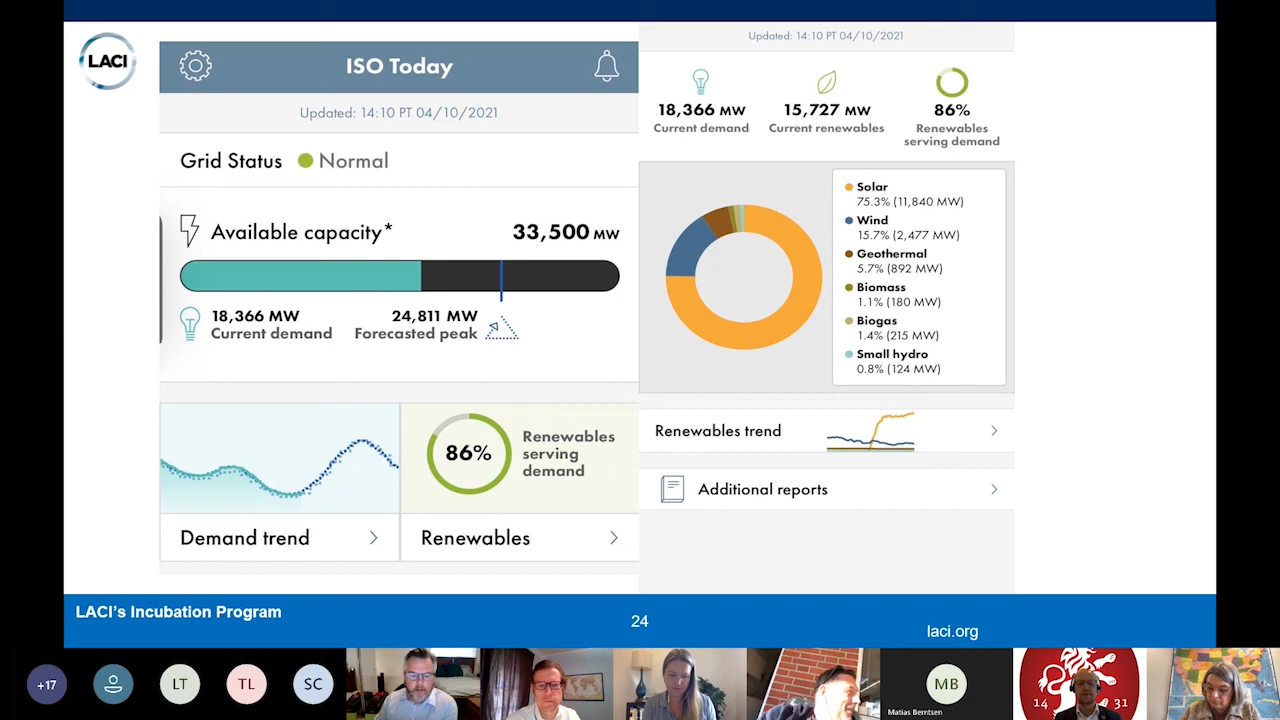 LACI
ISO Today
Updated: 14:10 PT 04/10/2021
Grid Status Normal
Available capacity* 33,500 MW
18,366 MW
Current demand
24,811 MW
Forecasted peak
86%
Renewables
serving
demand
Demand trend
Renewables
Updated: 14:10 PT 04/10/2021
18,366 MW
Current demand
15,727 MW
Current renewables
86%
Renewables
serving demand
Solar
75.3% (11,840 MW)
Wind
15.7% (2,477 MW)
Geothermal
5.7% (892 MW)
Biomass
1.1% (180 MW)
Biogas
1.4% (215 MW)
Small hydro
0.8% (124 MW)
Renewables trend
Additional reports
LACI's Incubation Program
24
laci.org
+17
LT
TL
SC
MB
Matias Berntsen
14 31